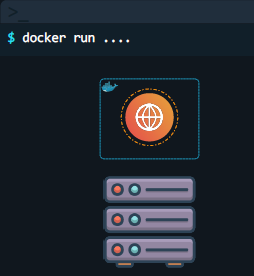 >_
$ docker run ....